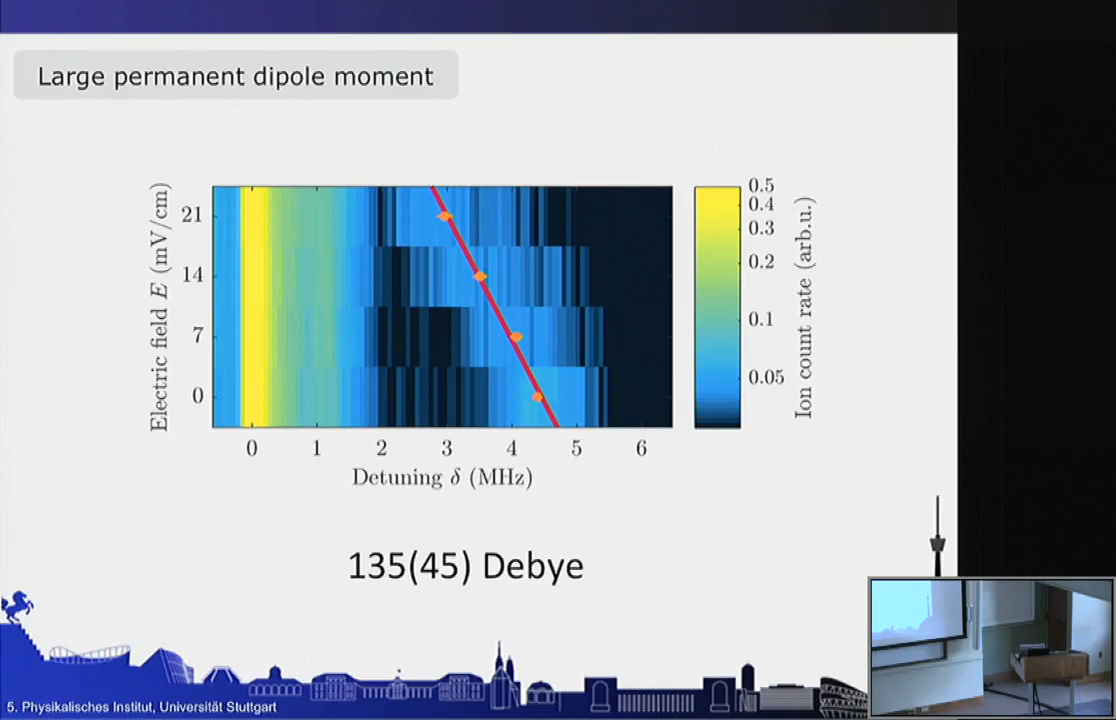 Large permanent dipole moment
Electric field E (mV/cm)
21
14
7
0
0 1 2 3 4 5 6
Detuning δ (MHz)
0.5
0.4
0.3
0.2
0.1
0.05
Ion count rate (arb.u.)
135(45) Debye
5. Physikalisches Institut, Universität Stuttgart